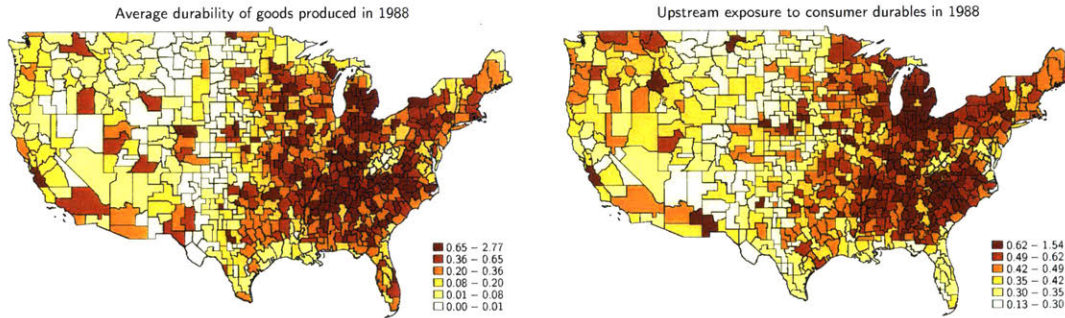 Average durability of goods produced in 1988
0.65 – 2.77
0.36 – 0.65
0.20 – 0.36
0.08 – 0.20
0.01 – 0.08
0.00 – 0.01
Upstream exposure to consumer durables in 1988
0.62 – 1.54
0.49 – 0.62
0.42 – 0.49
0.35 – 0.42
0.30 – 0.35
0.13 – 0.30